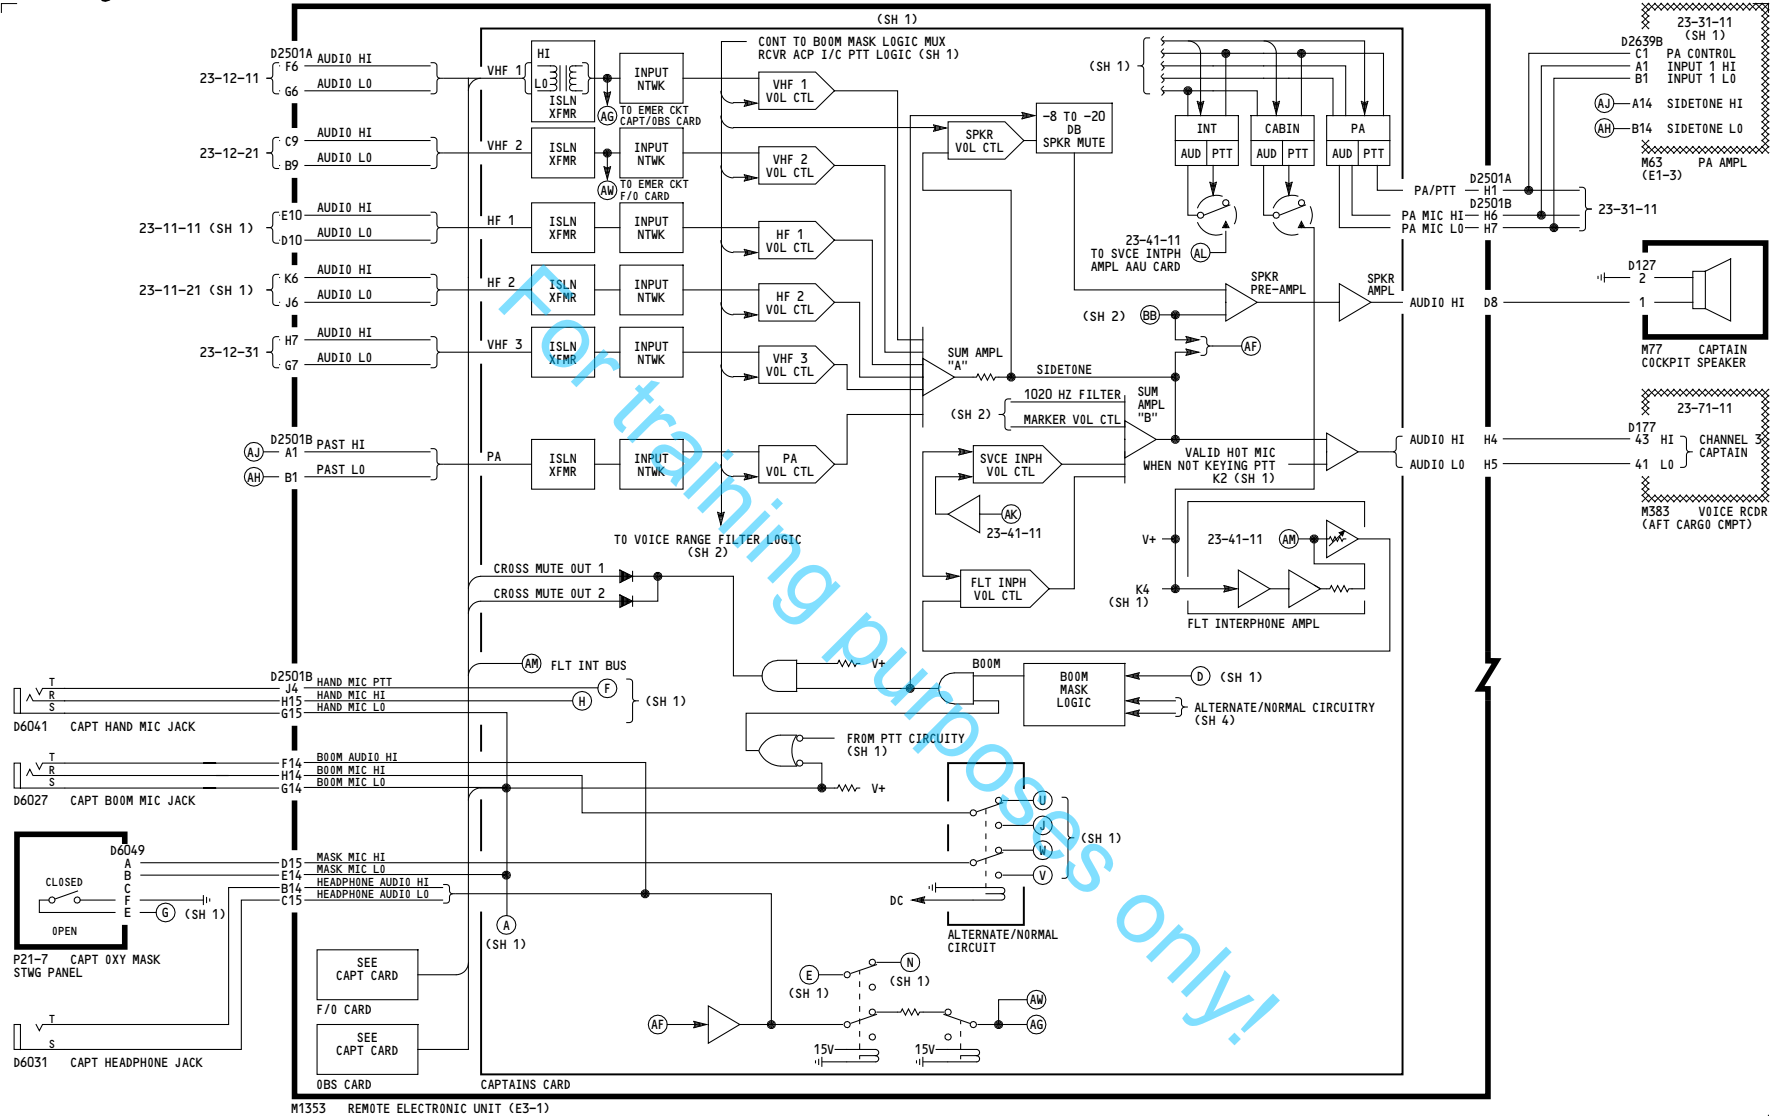 (SH 1)
D2501A
F6 AUDIO HI
23-12-11
G6 AUDIO LO
C9 AUDIO HI
23-12-21
B9 AUDIO LO
E10 AUDIO HI
23-11-11 (SH 1)
D10 AUDIO LO
K6 AUDIO HI
23-11-21 (SH 1)
J6 AUDIO LO
H7 AUDIO HI
23-12-31
G7 AUDIO LO
D2501B
AJ A1 PAST HI
AH B1 PAST LO
VHF 1
HI
LO
ISLN
XFMR
INPUT
NTWK
AG
TO EMER CKT
CAPT/OBS CARD
VHF 2
ISLN
XFMR
INPUT
NTWK
AW
TO EMER CKT
F/O CARD
HF 1
ISLN
XFMR
INPUT
NTWK
HF 2
ISLN
XFMR
INPUT
NTWK
VHF 3
ISLN
XFMR
INPUT
NTWK
PA
ISLN
XFMR
INPUT
NTWK
CONT TO BOOM MASK LOGIC MUX
RCVR ACP I/C PTT LOGIC (SH 1)
VHF 1
VOL CTL
VHF 2
VOL CTL
HF 1
VOL CTL
HF 2
VOL CTL
VHF 3
VOL CTL
PA
VOL CTL
TO VOICE RANGE FILTER LOGIC
(SH 2)
SPKR
VOL CTL
-8 TO -20
DB
SPKR MUTE
SUM AMPL
"A"
SIDETONE
(SH 2)
1020 HZ FILTER
MARKER VOL CTL
SUM
AMPL
"B"
SVCE INPH
VOL CTL
AK
23-41-11
FLT INPH
VOL CTL
(SH 1)
INT
AUD PTT
CABIN
AUD PTT
PA
AUD PTT
23-41-11
TO SVCE INTPH
AMPL AAU CARD
AL
(SH 2) BB
AF
SPKR
PRE-AMPL
SPKR
AMPL
VALID HOT MIC
WHEN NOT KEYING PTT
K2 (SH 1)
V+
K4
(SH 1)
23-41-11 AM
FLT INTERPHONE AMPL
PA/PTT
D2501A
H1
D2501B
PA MIC HI H6
PA MIC LO H7
23-31-11
AUDIO HI D8
AUDIO HI H4
AUDIO LO H5
23-31-11
(SH 1)
D2639B
C1 PA CONTROL
A1 INPUT 1 HI
B1 INPUT 1 LO
AJ A14 SIDETONE HI
AH B14 SIDETONE LO
M63 PA AMPL
(E1-3)
D127
2
1
M77 CAPTAIN
COCKPIT SPEAKER
23-71-11
D177
43 HI
41 LO
CHANNEL 3
CAPTAIN
M383 VOICE RCDR
(AFT CARGO CMPT)
CROSS MUTE OUT 1
CROSS MUTE OUT 2
AM FLT INT BUS
D2501B
T J4 HAND MIC PTT F
R H15 HAND MIC HI H
S G15 HAND MIC LO
(SH 1)
D6041 CAPT HAND MIC JACK
T F14 BOOM AUDIO HI
R H14 BOOM MIC HI
S G14 BOOM MIC LO
D6027 CAPT BOOM MIC JACK
V+
BOOM
BOOM
MASK
LOGIC
D (SH 1)
ALTERNATE/NORMAL CIRCUITRY
(SH 4)
FROM PTT CIRCUITY
(SH 1)
V+
U
J
W
V
(SH 1)
DC
ALTERNATE/NORMAL
CIRCUIT
D6049
A D15 MASK MIC HI
B E14 MASK MIC LO
C B14 HEADPHONE AUDIO HI
F C15 HEADPHONE AUDIO LO
E G (SH 1)
CLOSED
OPEN
P21-7 CAPT OXY MASK
STWG PANEL
A
(SH 1)
SEE
CAPT CARD
F/O CARD
SEE
CAPT CARD
OBS CARD
T
S
D6031 CAPT HEADPHONE JACK
E
(SH 1)
N
(SH 1)
AF
15V
15V
AW
AG
CAPTAINS CARD
M1353 REMOTE ELECTRONIC UNIT (E3-1)
For training purposes only!